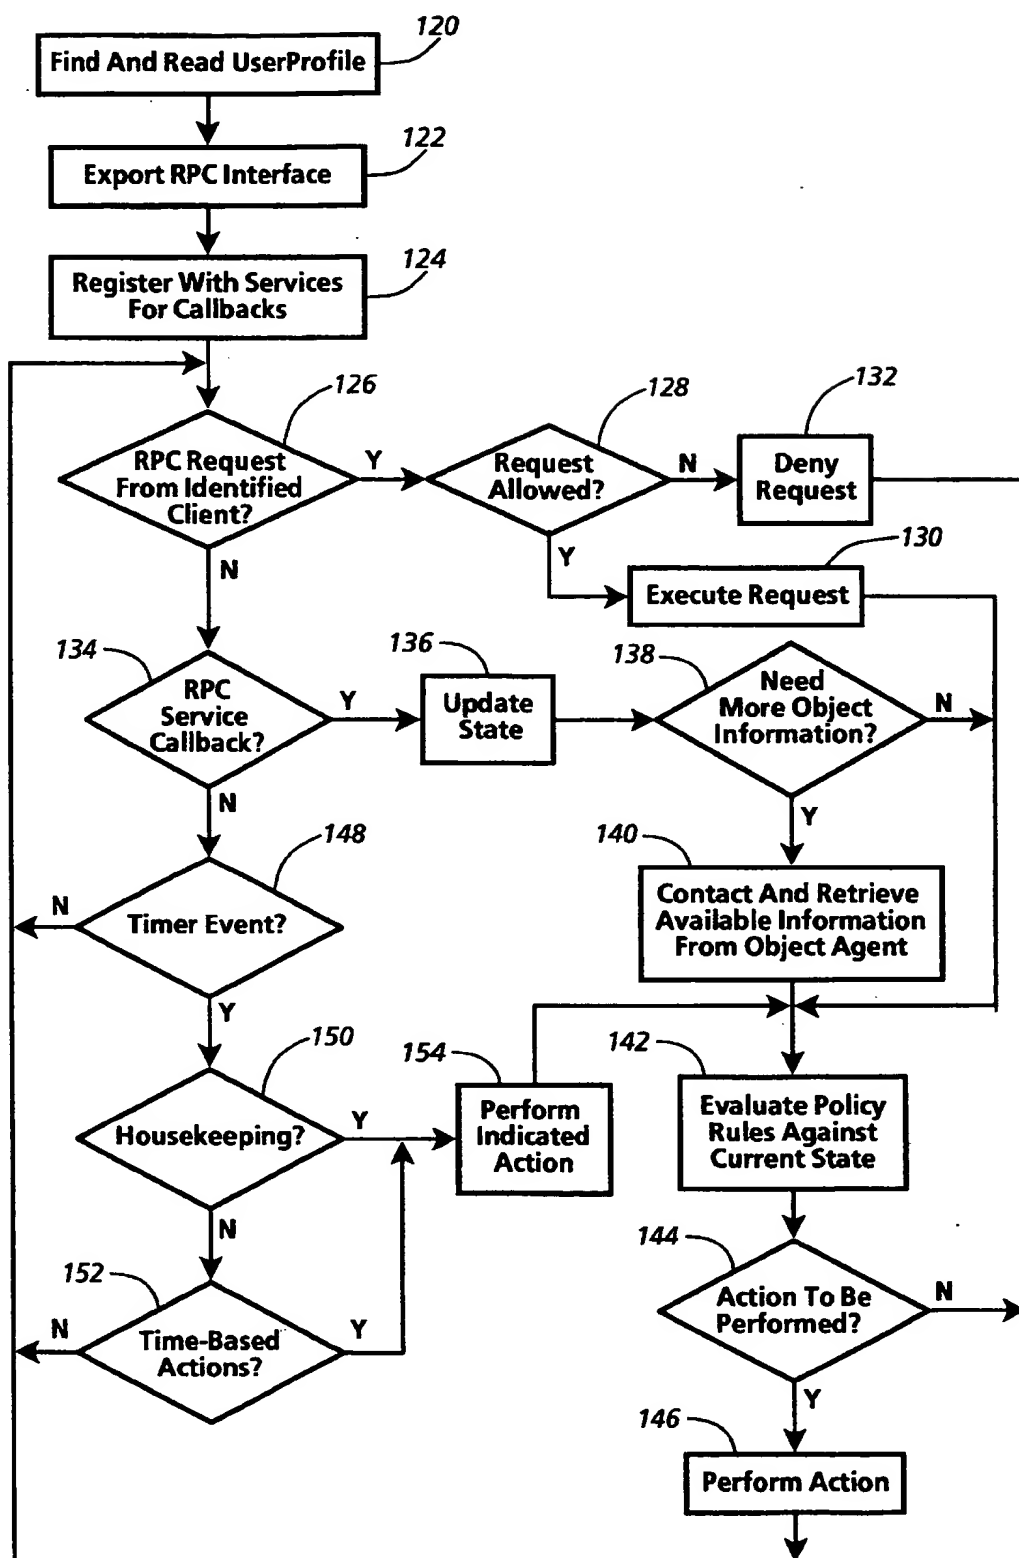 120
Find And Read UserProfile
122
Export RPC Interface
124
Register With Services
For Callbacks
126
RPC Request
From Identified
Client?
Y
N
128
Request
Allowed?
N
Y
132
Deny
Request
130
Execute Request
134
RPC
Service
Callback?
Y
N
136
Update
State
138
Need
More Object
Information?
N
Y
140
Contact And Retrieve
Available Information
From Object Agent
148
Timer Event?
N
Y
150
Housekeeping?
Y
N
154
Perform
Indicated
Action
142
Evaluate Policy
Rules Against
Current State
152
Time-Based
Actions?
N
Y
144
Action To Be
Performed?
N
Y
146
Perform Action